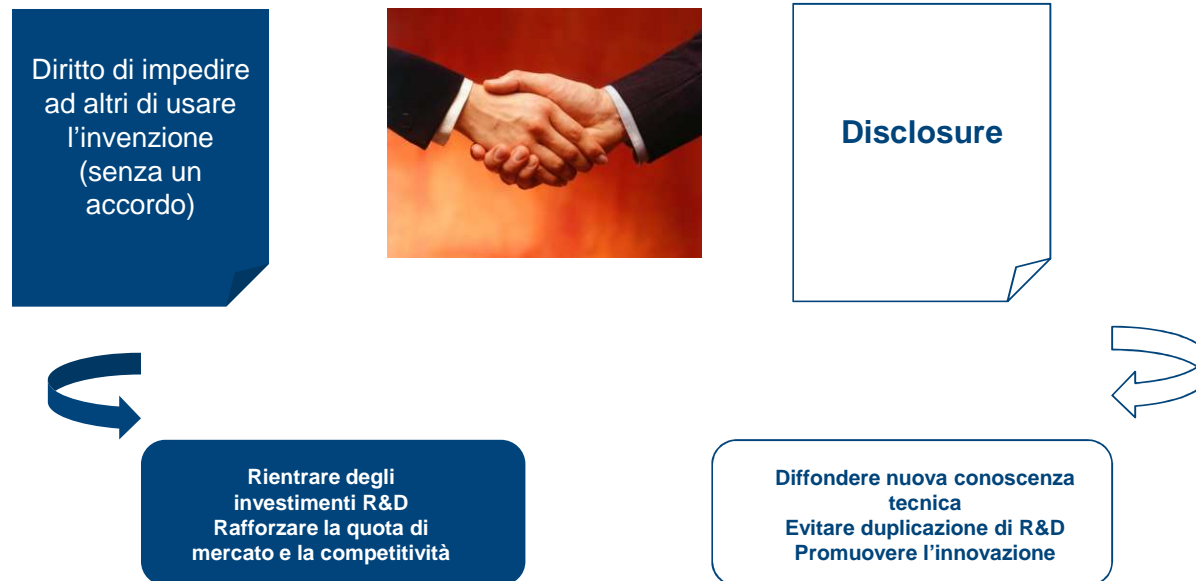 Diritto di impedire
ad altri di usare
l’invenzione
(senza un
accordo)
Disclosure
Rientrare degli
investimenti R&D
Rafforzare la quota di
mercato e la competitività
Diffondere nuova conoscenza
tecnica
Evitare duplicazione di R&D
Promuovere l’innovazione